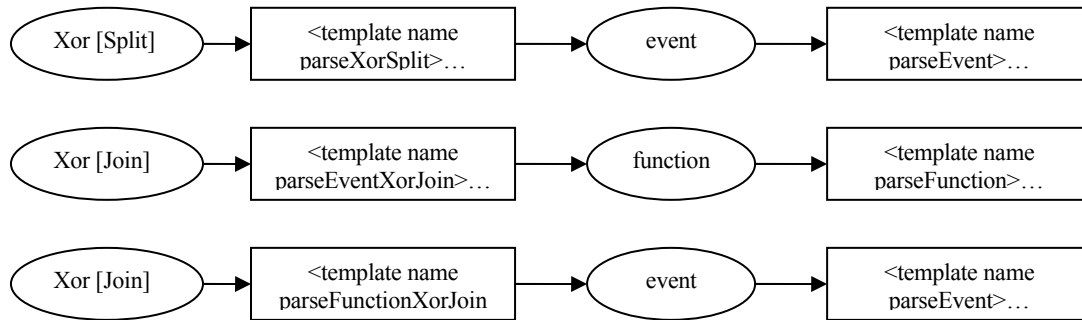 Xor [Split]
<template name
parseXorSplit>…
event
<template name
parseEvent>…
Xor [Join]
<template name
parseEventXorJoin>…
function
<template name
parseFunction>…
Xor [Join]
<template name
parseFunctionXorJoin
event
<template name
parseEvent>…